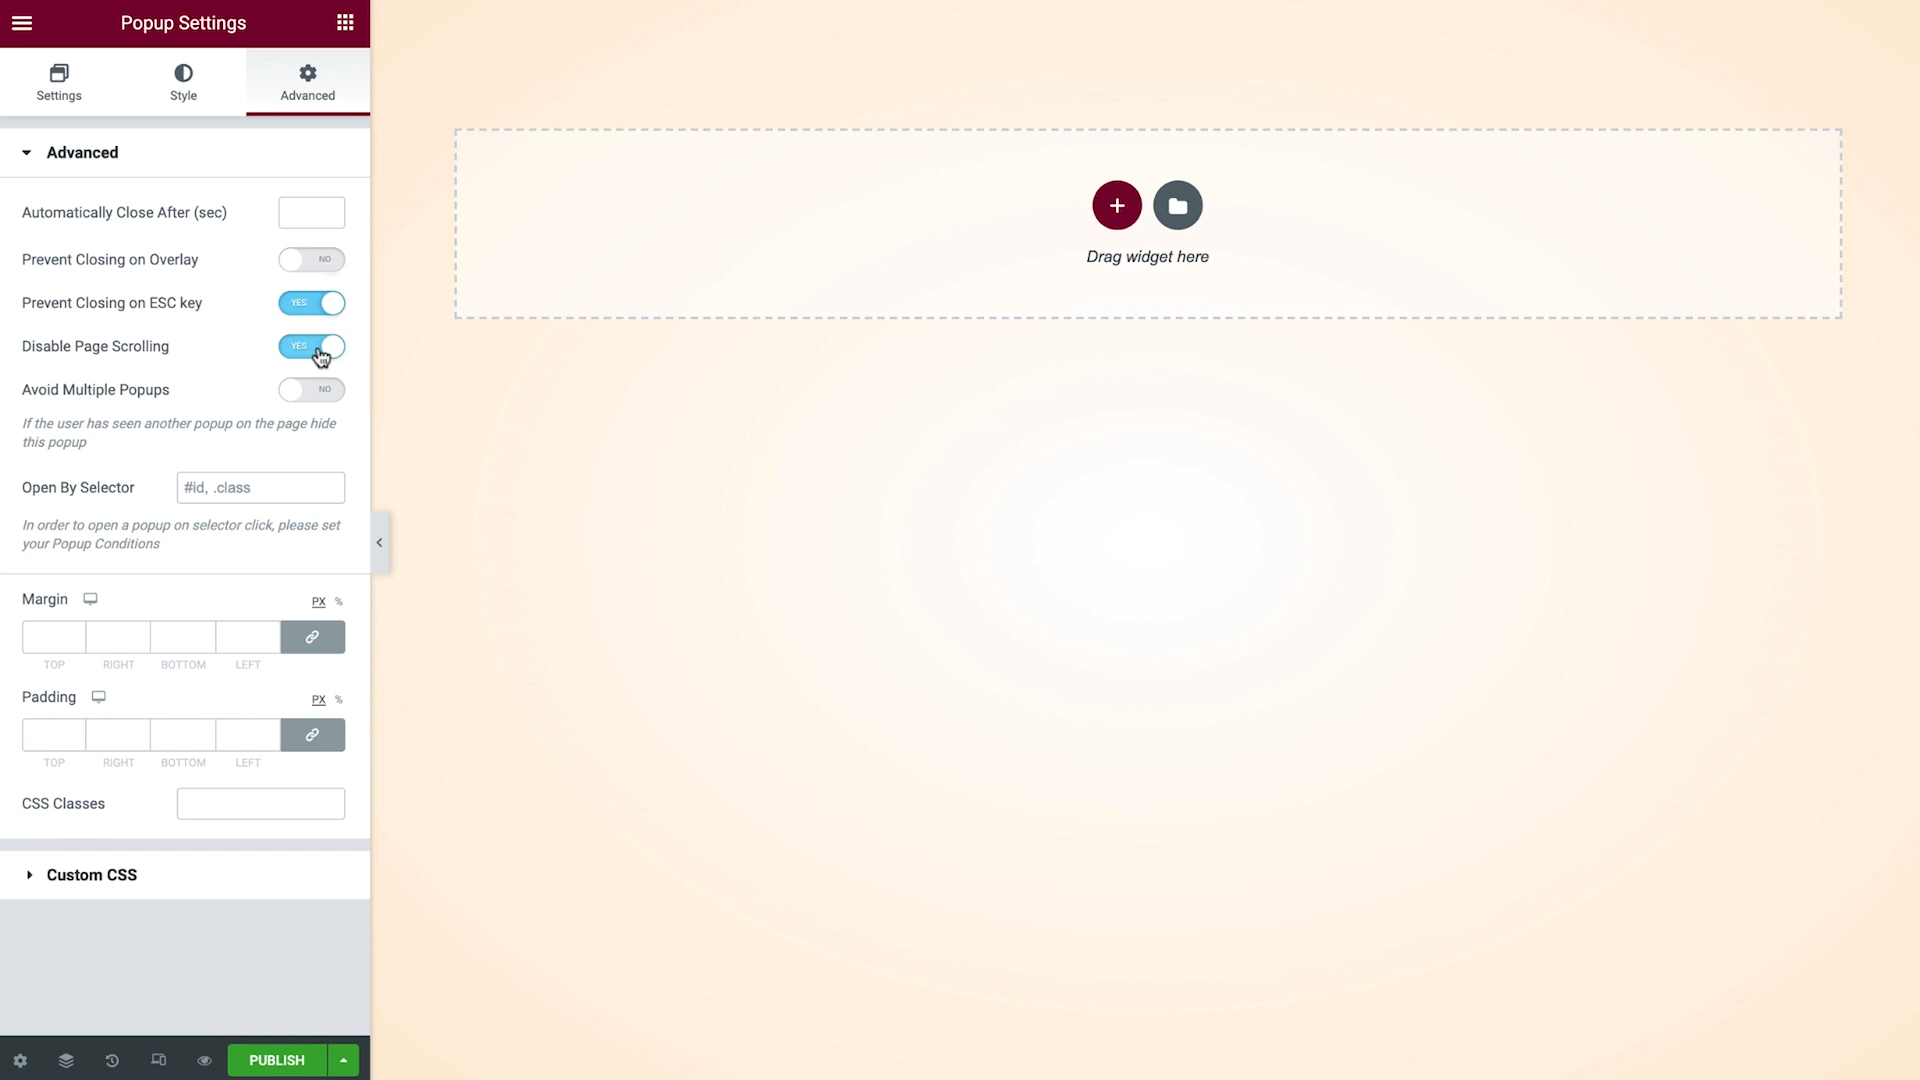 Popup Settings
Settings
Style
Advanced
Advanced
Automatically Close After (sec)
Prevent Closing on Overlay
NO
Prevent Closing on ESC key
YES
Disable Page Scrolling
YES
Avoid Multiple Popups
NO
If the user has seen another popup on the page hide
this popup
Open By Selector
#id, .class
In order to open a popup on selector click, please set
your Popup Conditions
Margin
PX %
TOP RIGHT BOTTOM LEFT
Padding
PX %
TOP RIGHT BOTTOM LEFT
CSS Classes
Custom CSS
PUBLISH
Drag widget here